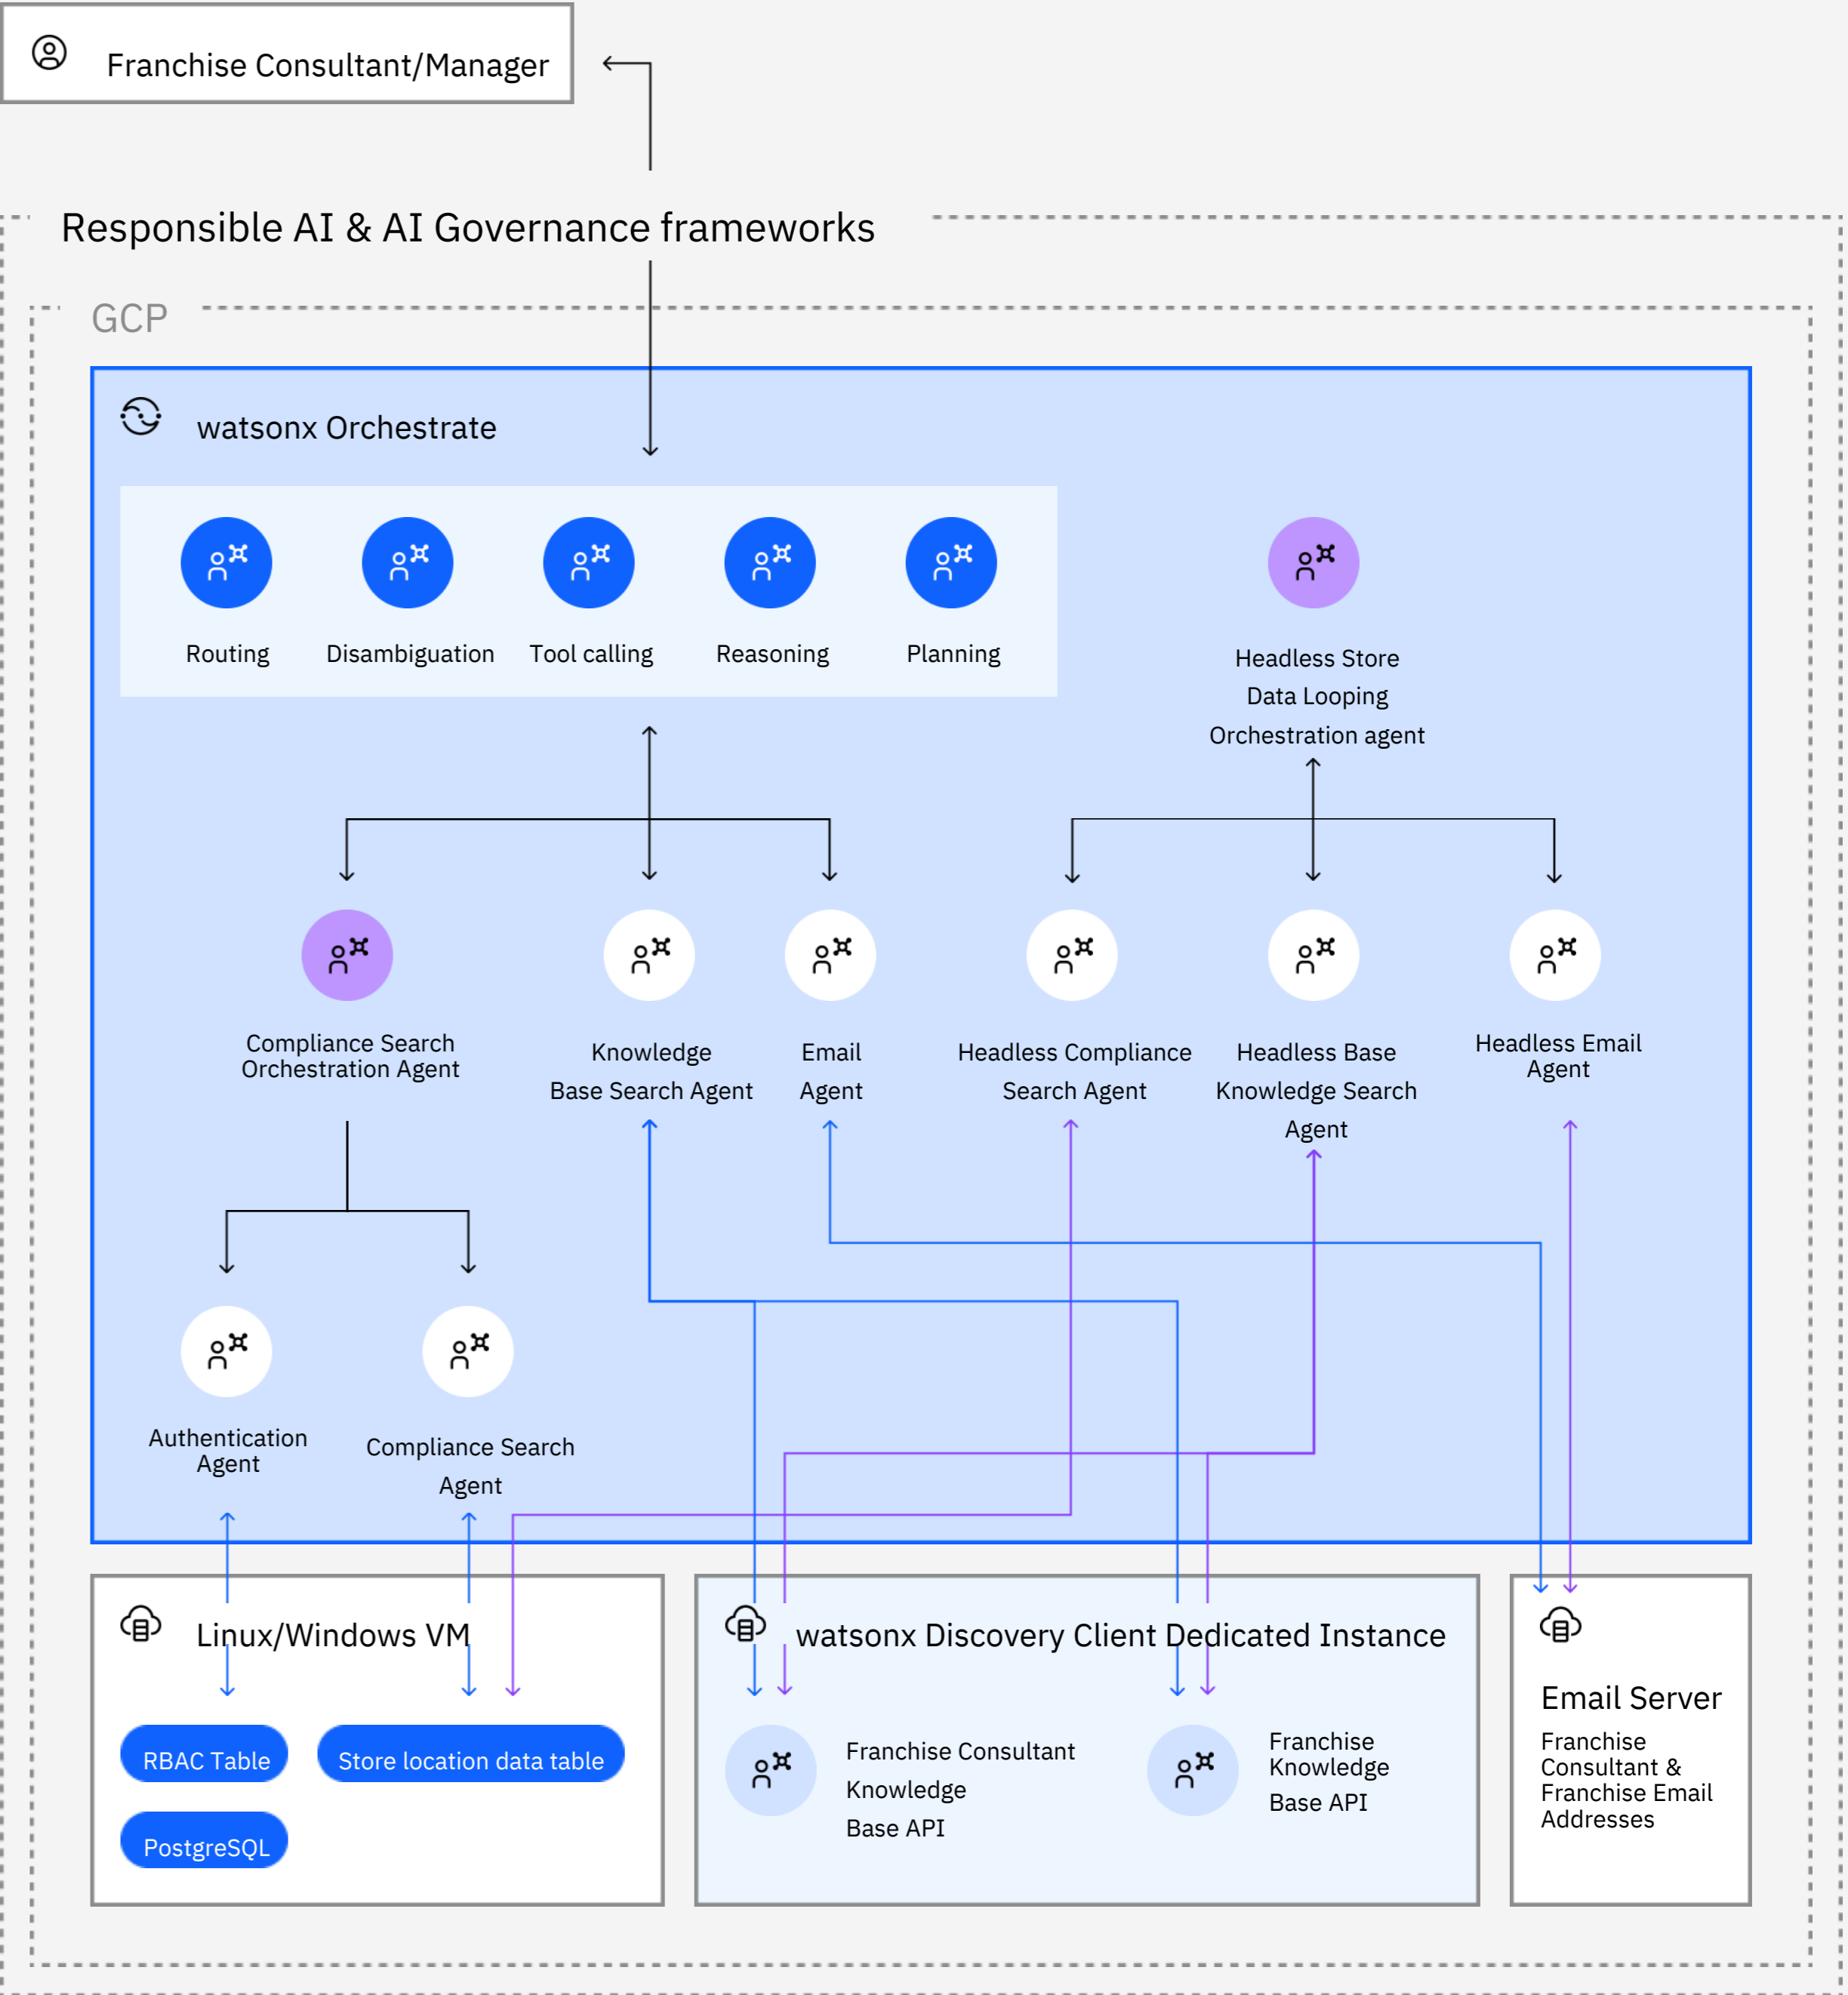 Franchise Consultant/Manager
Responsible AI & AI Governance frameworks
GCP
watsonx Orchestrate
Routing
Disambiguation
Tool calling
Reasoning
Planning
Headless Store
Data Looping
Orchestration agent
Compliance Search
Orchestration Agent
Knowledge
Base Search Agent
Email
Agent
Headless Compliance
Search Agent
Headless Base
Knowledge Search
Agent
Headless Email
Agent
Authentication
Agent
Compliance Search
Agent
Linux/Windows VM
RBAC Table
Store location data table
PostgreSQL
watsonx Discovery Client Dedicated Instance
Franchise Consultant
Knowledge
Base API
Franchise
Knowledge
Base API
Email Server
Franchise
Consultant &
Franchise Email
Addresses